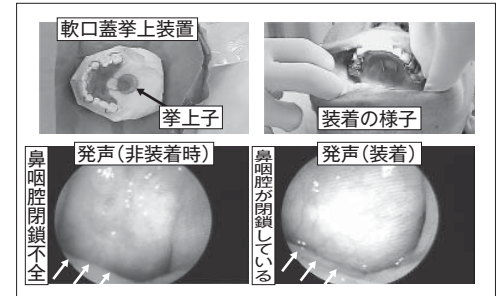 軟口蓋挙上装置
挙上子
装着の様子
発声(非装着時)
鼻咽腔閉鎖不全
発声(装着)
鼻咽腔が閉鎖している